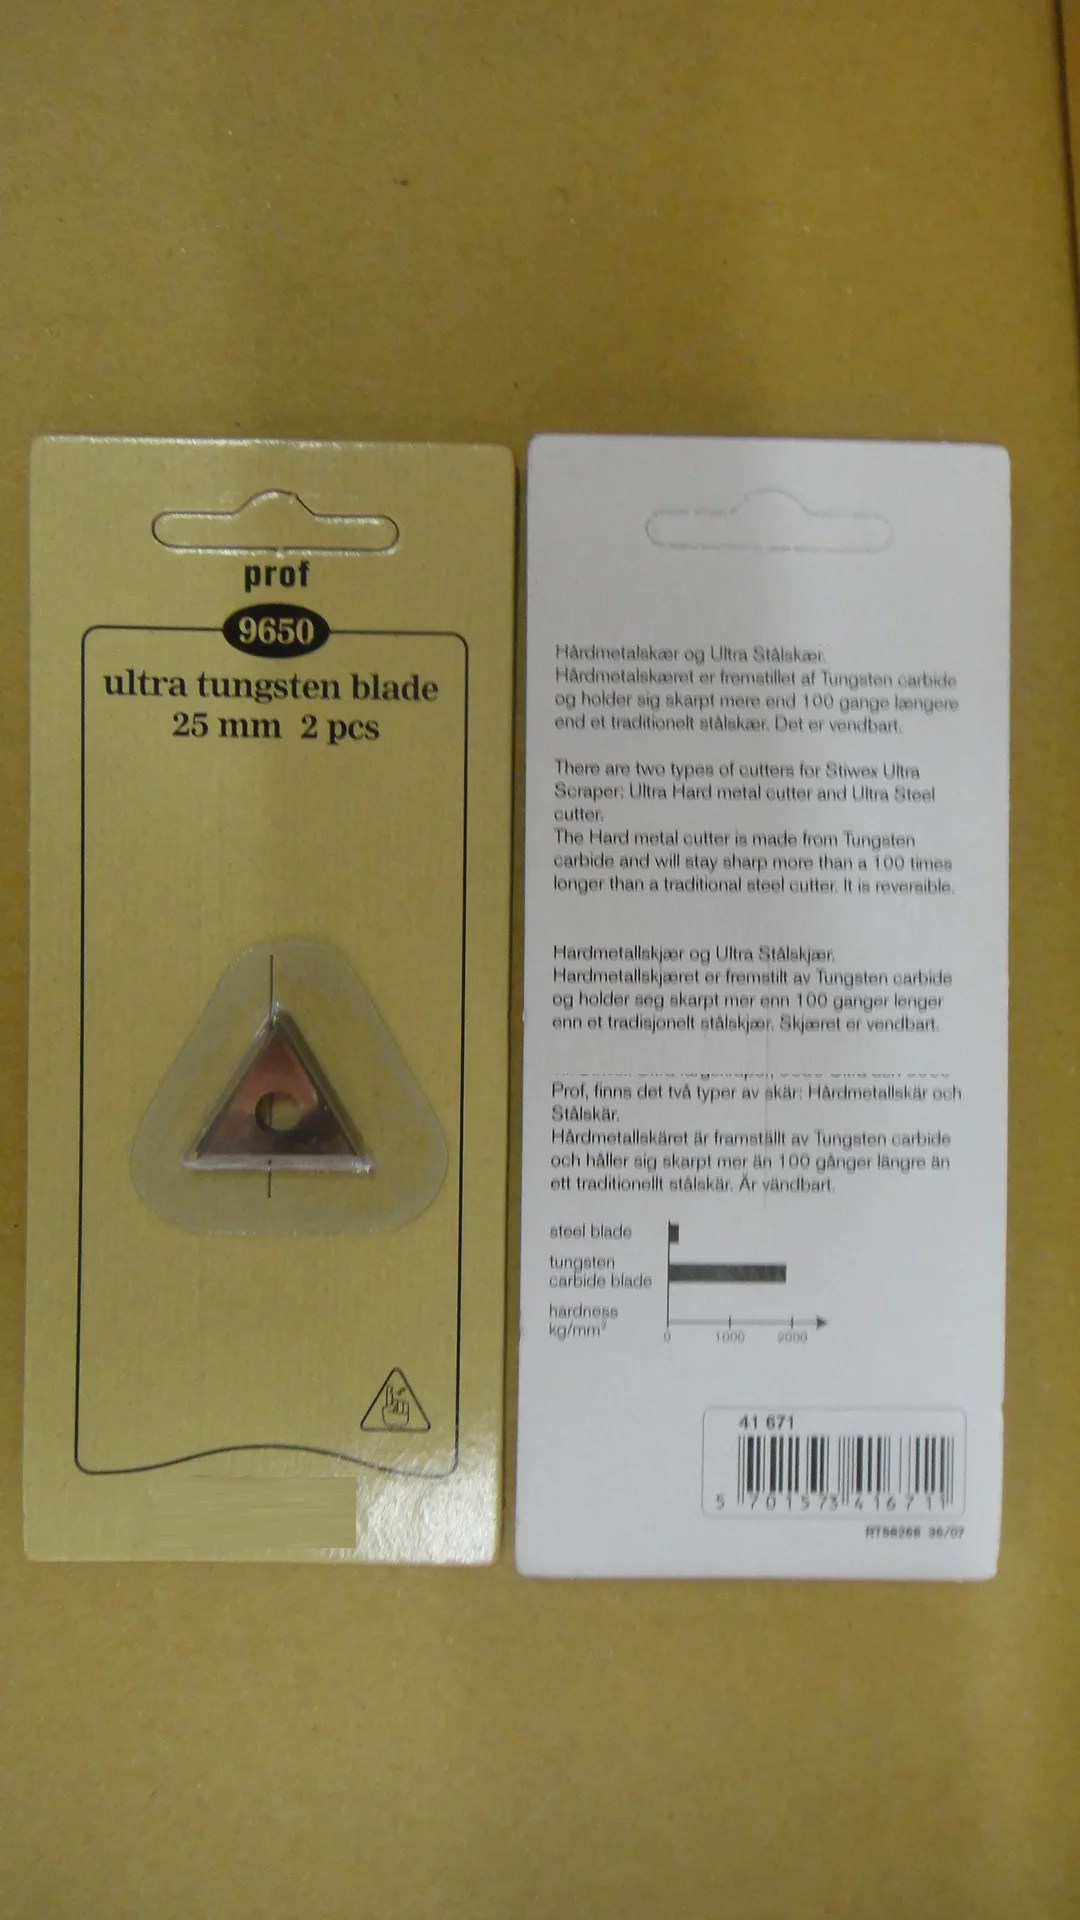 prof
9650
ultra tungsten blade
25 mm 2 pcs
Hårdmetalskær og Ultra Stålskær.
Hårdmetalskæret er fremstillet af Tungsten carbide
og holder sig skarpt mere end 100 gange længere
end et traditionelt stålskær. Det er vendbart.
There are two types of cutters for Stiwex Ultra
Scraper: Ultra Hard metal cutter and Ultra Steel
cutter.
The Hard metal cutter is made from Tungsten
carbide and will stay sharp more than a 100 times
longer than a traditional steel cutter. It is reversible.
Hardmetallskjær og Ultra Stålskjær.
Hardmetallskjæret er fremstilt av Tungsten carbide
og holder seg skarpt mer enn 100 ganger lenger
enn et tradisjonelt stålskjær. Skjæret er vendbart.
Prof, finns det två typer av skär: Hårdmetallskär och
Stålskär.
Hårdmetallskäret är framställt av Tungsten carbide
och håller sig skarpt mer än 100 gånger längre än
ett traditionellt stålskär. Är vändbart.
steel blade
tungsten
carbide blade
hardness
kg/mm²
0 1000 2000
41 671
5 701573 416711
36/07